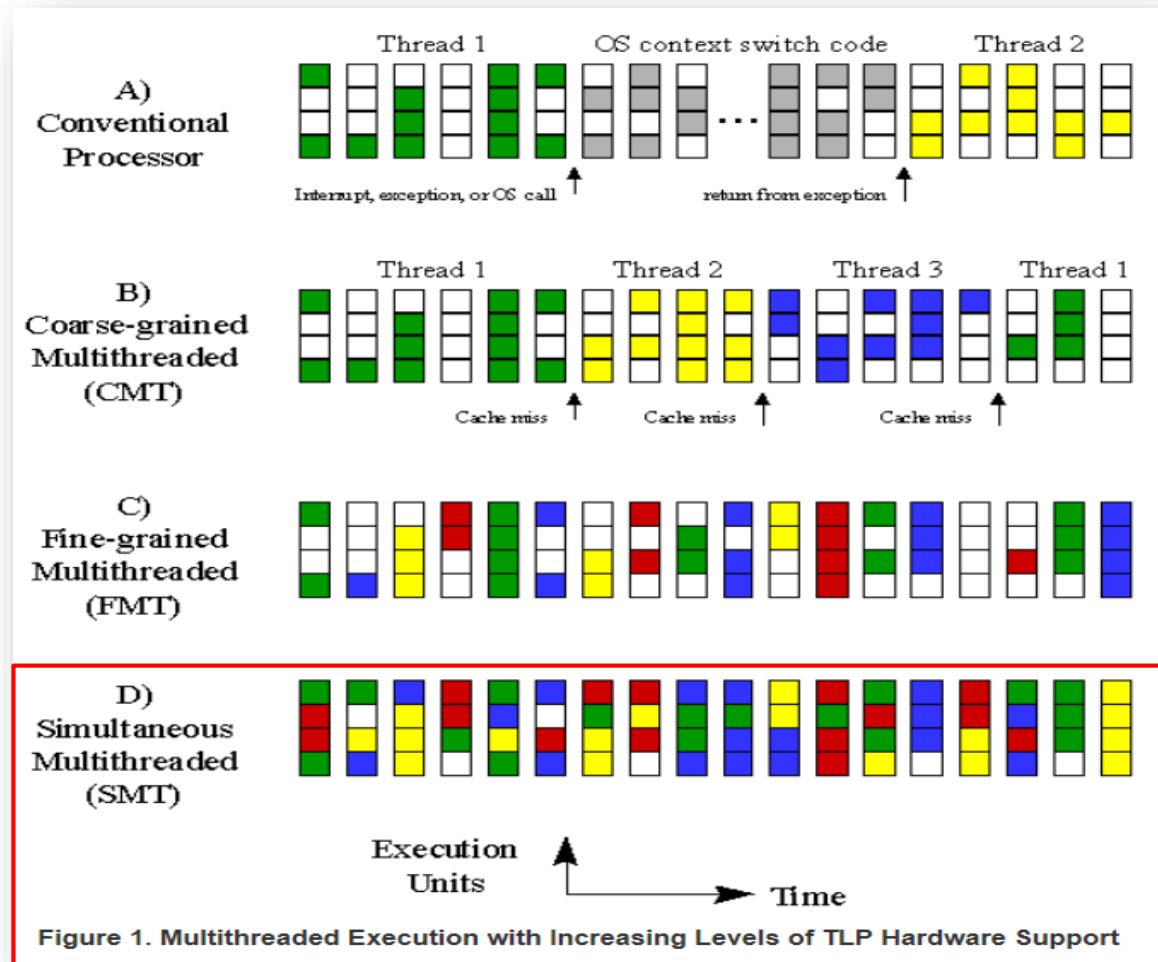 Thread 1 OS context switch code Thread 2
A)
Conventional
Processor
Interrupt, exception, or OS call return from exception
Thread 1 Thread 2 Thread 3 Thread 1
B)
Coarse-grained
Multithreaded
(CMT)
Cache miss Cache miss Cache miss
C)
Fine-grained
Multithreaded
(FMT)
D)
Simultaneous
Multithreaded
(SMT)
Execution
Units
Time
Figure 1. Multithreaded Execution with Increasing Levels of TLP Hardware Support